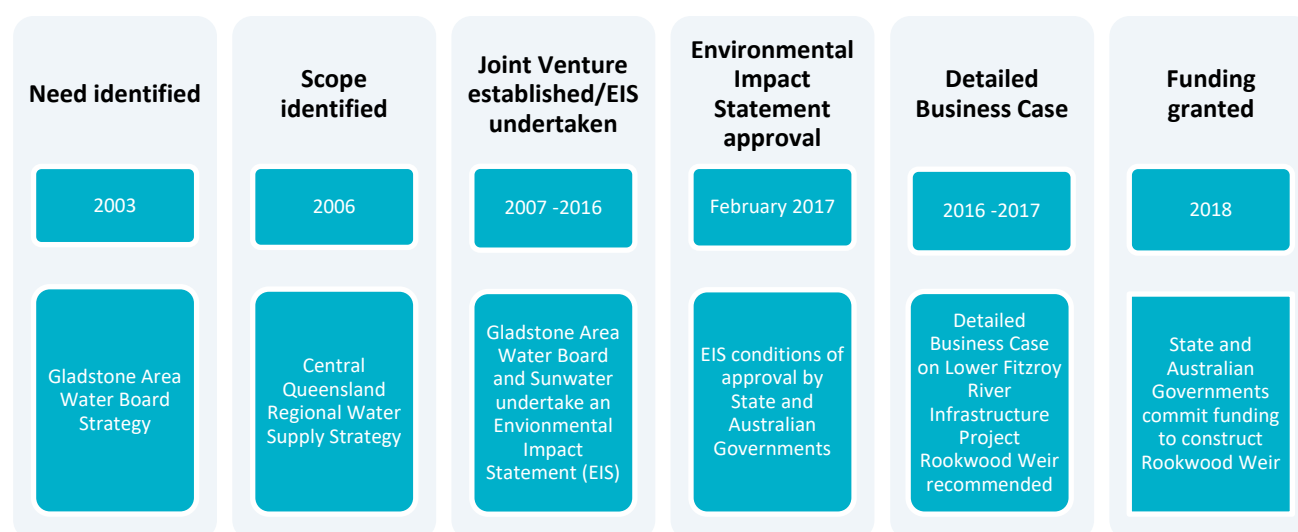 Need identified
2003
Gladstone Area
Water Board
Strategy
Scope
identified
2006
Central
Queensland
Regional Water
Supply Strategy
Joint Venture
established/EIS
undertaken
2007 -2016
Gladstone Area
Water Board
and Sunwater
undertake an
Envionmental
Impact
Statement (EIS)
Environmental
Impact
Statement
approval
February 2017
EIS conditions of
approval by
State and
Australian
Governments
Detailed
Business Case
2016 -2017
Detailed
Business Case
on Lower Fitzroy
River
Infrastructure
Project
Rookwood Weir
recommended
Funding
granted
2018
State and
Australian
Governments
commit funding
to construct
Rookwood Weir